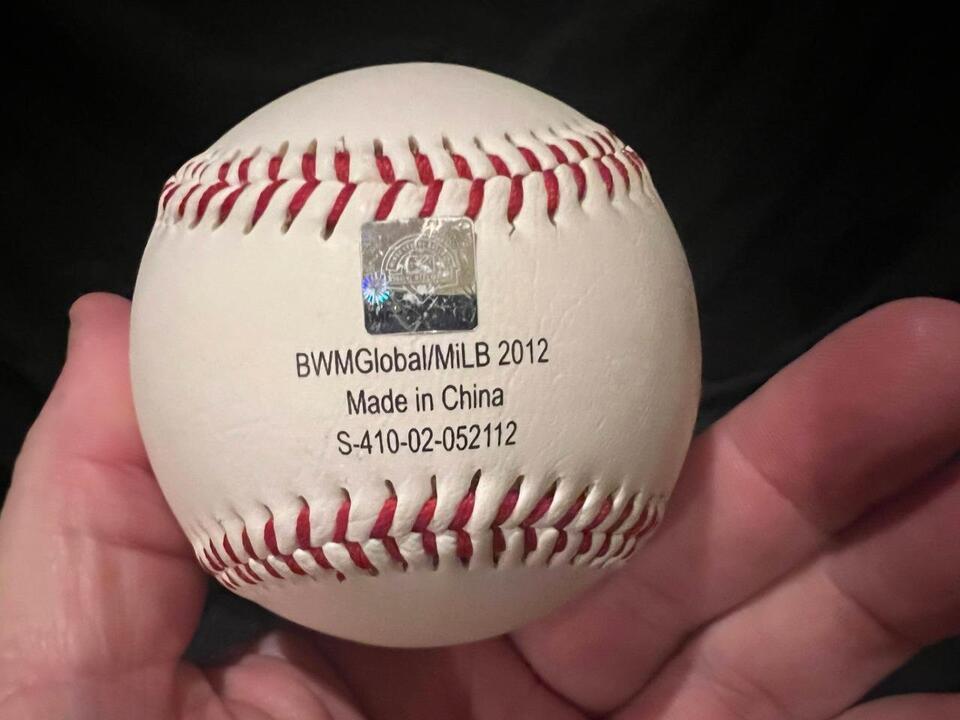 BWMGlobal/MiLB 2012
Made in China
S-410-02-052112